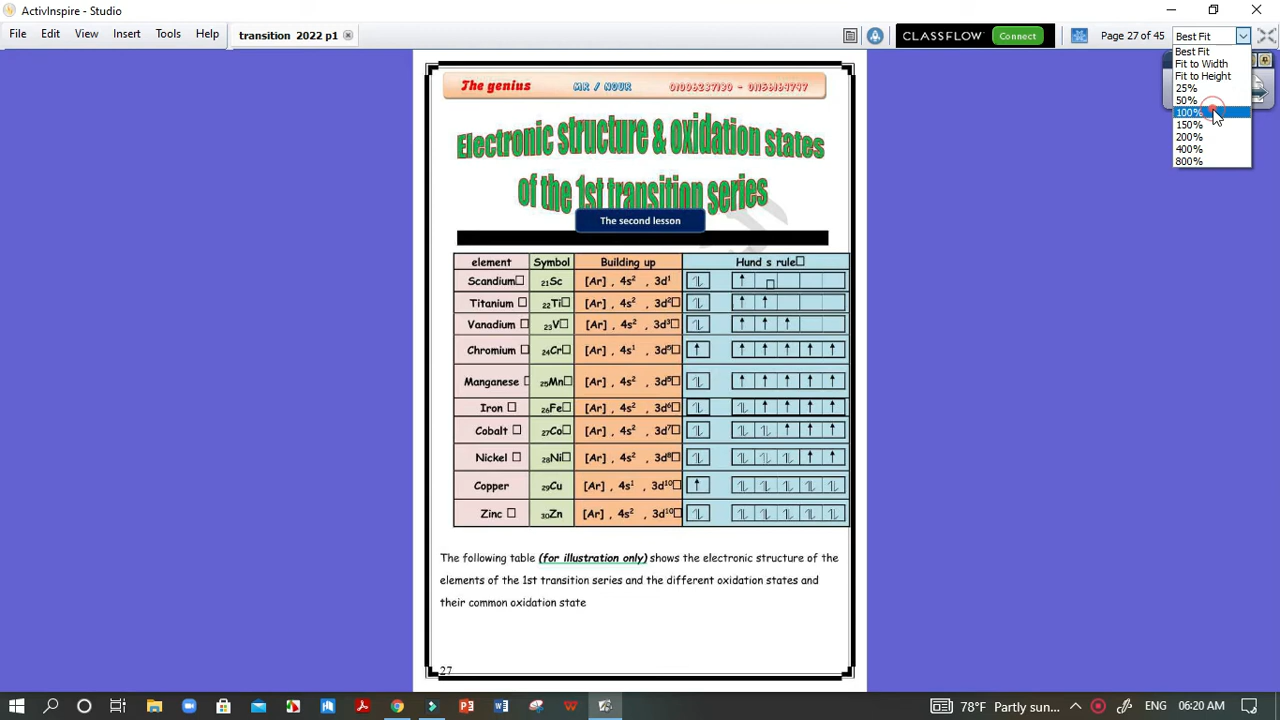 ActivInspire - Studio
File Edit View Insert Tools Help transition 2022 p1 CLASSFLOW Connect Page 27 of 45 Best Fit
Best Fit
Fit to Width
Fit to Height
25%
50%
100%
150%
200%
400%
800%
The genius MR / NOUR 01006237130 - 01156164747
Electronic structure & oxidation states
of the 1st transition series
The second lesson
element Symbol Building up Hund s rule
Scandium 21Sc [Ar] , 4s² , 3d¹
Titanium 22Ti [Ar] , 4s² , 3d²
Vanadium 23V [Ar] , 4s² , 3d³
Chromium 24Cr [Ar] , 4s¹ , 3d⁵
Manganese 25Mn [Ar] , 4s² , 3d⁵
Iron 26Fe [Ar] , 4s² , 3d⁶
Cobalt 27Co [Ar] , 4s² , 3d⁷
Nickel 28Ni [Ar] , 4s² , 3d⁸
Copper 29Cu [Ar] , 4s¹ , 3d¹⁰
Zinc 30Zn [Ar] , 4s² , 3d¹⁰
The following table (for illustration only) shows the electronic structure of the
elements of the 1st transition series and the different oxidation states and
their common oxidation state
27
78°F Partly sun... ENG 06:20 AM